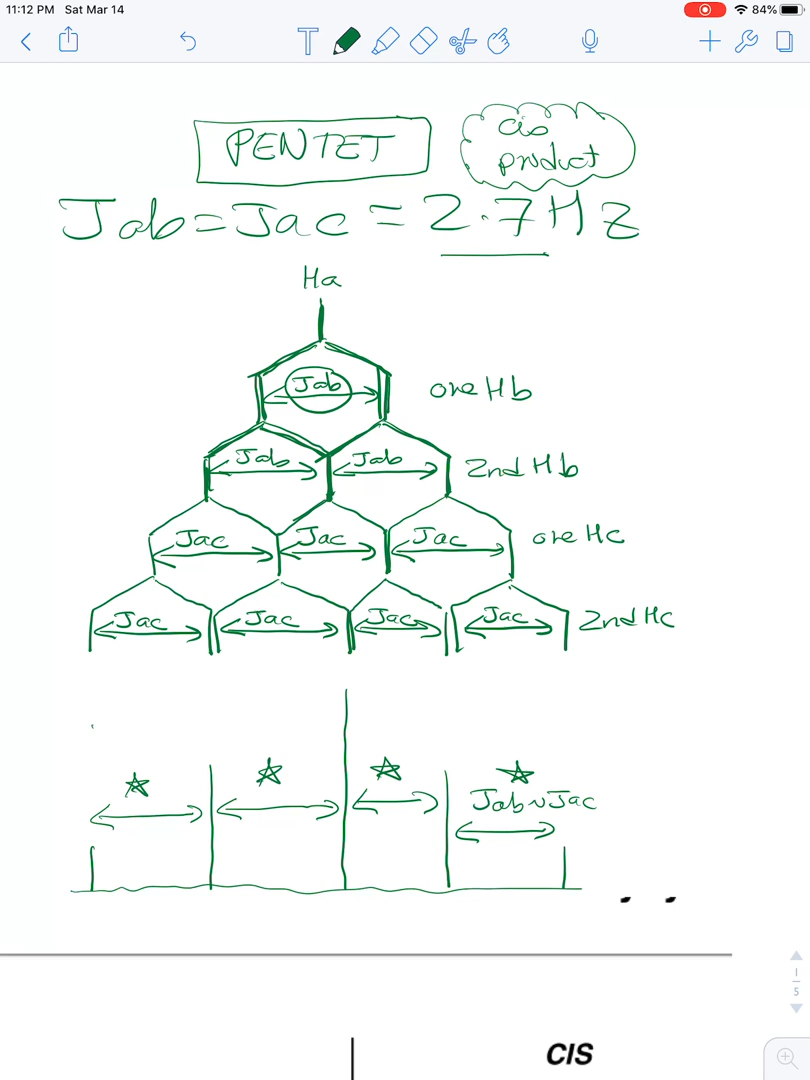 11:12 PM Sat Mar 14 84%
T
PENTET
cis
product
Jab = Jac = 2.7 Hz
Ha
Jab one Hb
Jab Jab 2nd Hb
Jac Jac Jac one Hc
Jac Jac Jac Jac 2nd Hc
Jab ~ Jac
1
5
CIS